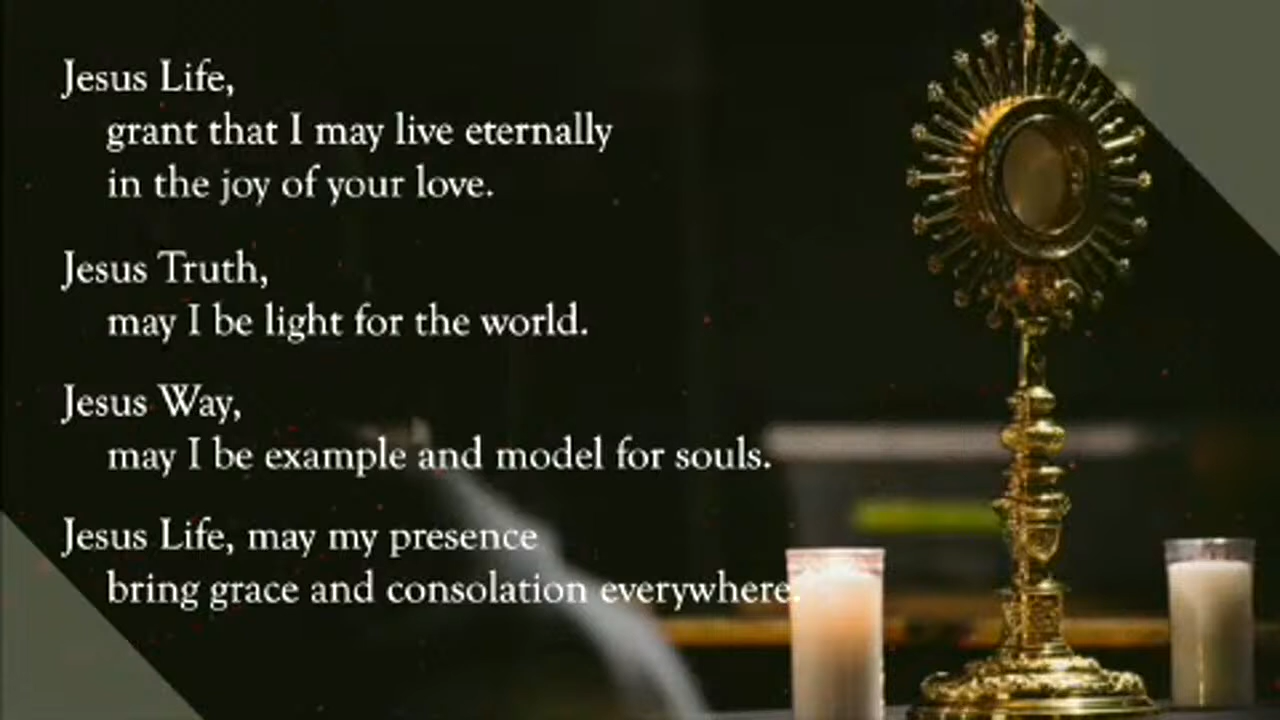 Jesus Life,
grant that I may live eternally
in the joy of your love.
Jesus Truth,
may I be light for the world.
Jesus Way,
may I be example and model for souls.
Jesus Life, may my presence
bring grace and consolation everywhere.